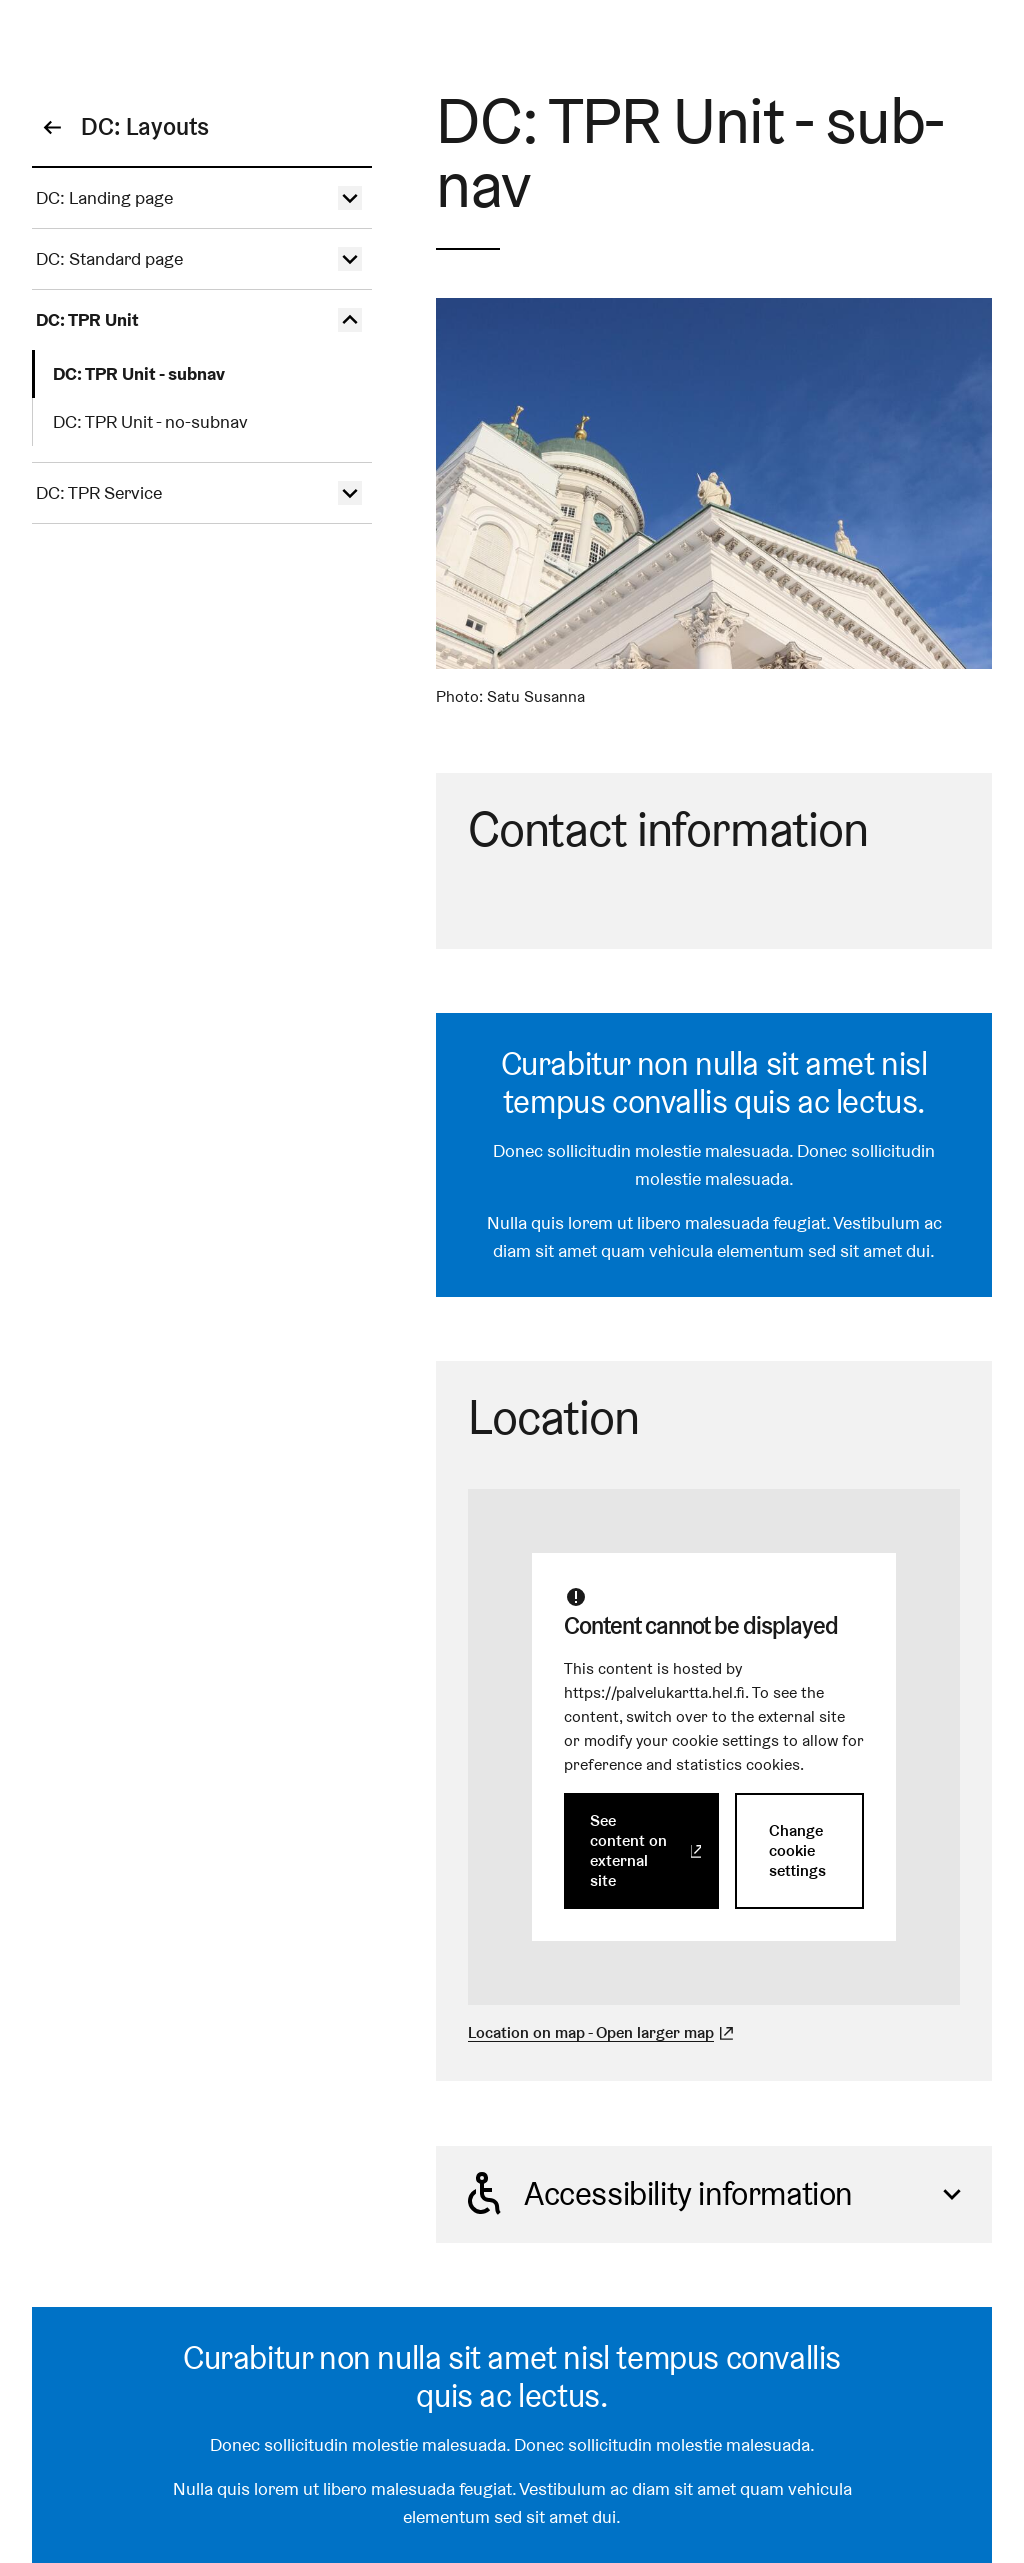 DC: Layouts
DC: Landing page
DC: Standard page
DC: TPR Unit
DC: TPR Unit - subnav
DC: TPR Unit - no-subnav
DC: TPR Service
DC: TPR Unit - sub-
nav
Photo: Satu Susanna
Contact information
Curabitur non nulla sit amet nisl
tempus convallis quis ac lectus.
Donec sollicitudin molestie malesuada. Donec sollicitudin
molestie malesuada.
Nulla quis lorem ut libero malesuada feugiat. Vestibulum ac
diam sit amet quam vehicula elementum sed sit amet dui.
Location
Content cannot be displayed
This content is hosted by
https://palvelukartta.hel.fi. To see the
content, switch over to the external site
or modify your cookie settings to allow for
preference and statistics cookies.
See
content on
external
site
Change
cookie
settings
Location on map - Open larger map
Accessibility information
Curabitur non nulla sit amet nisl tempus convallis
quis ac lectus.
Donec sollicitudin molestie malesuada. Donec sollicitudin molestie malesuada.
Nulla quis lorem ut libero malesuada feugiat. Vestibulum ac diam sit amet quam vehicula
elementum sed sit amet dui.